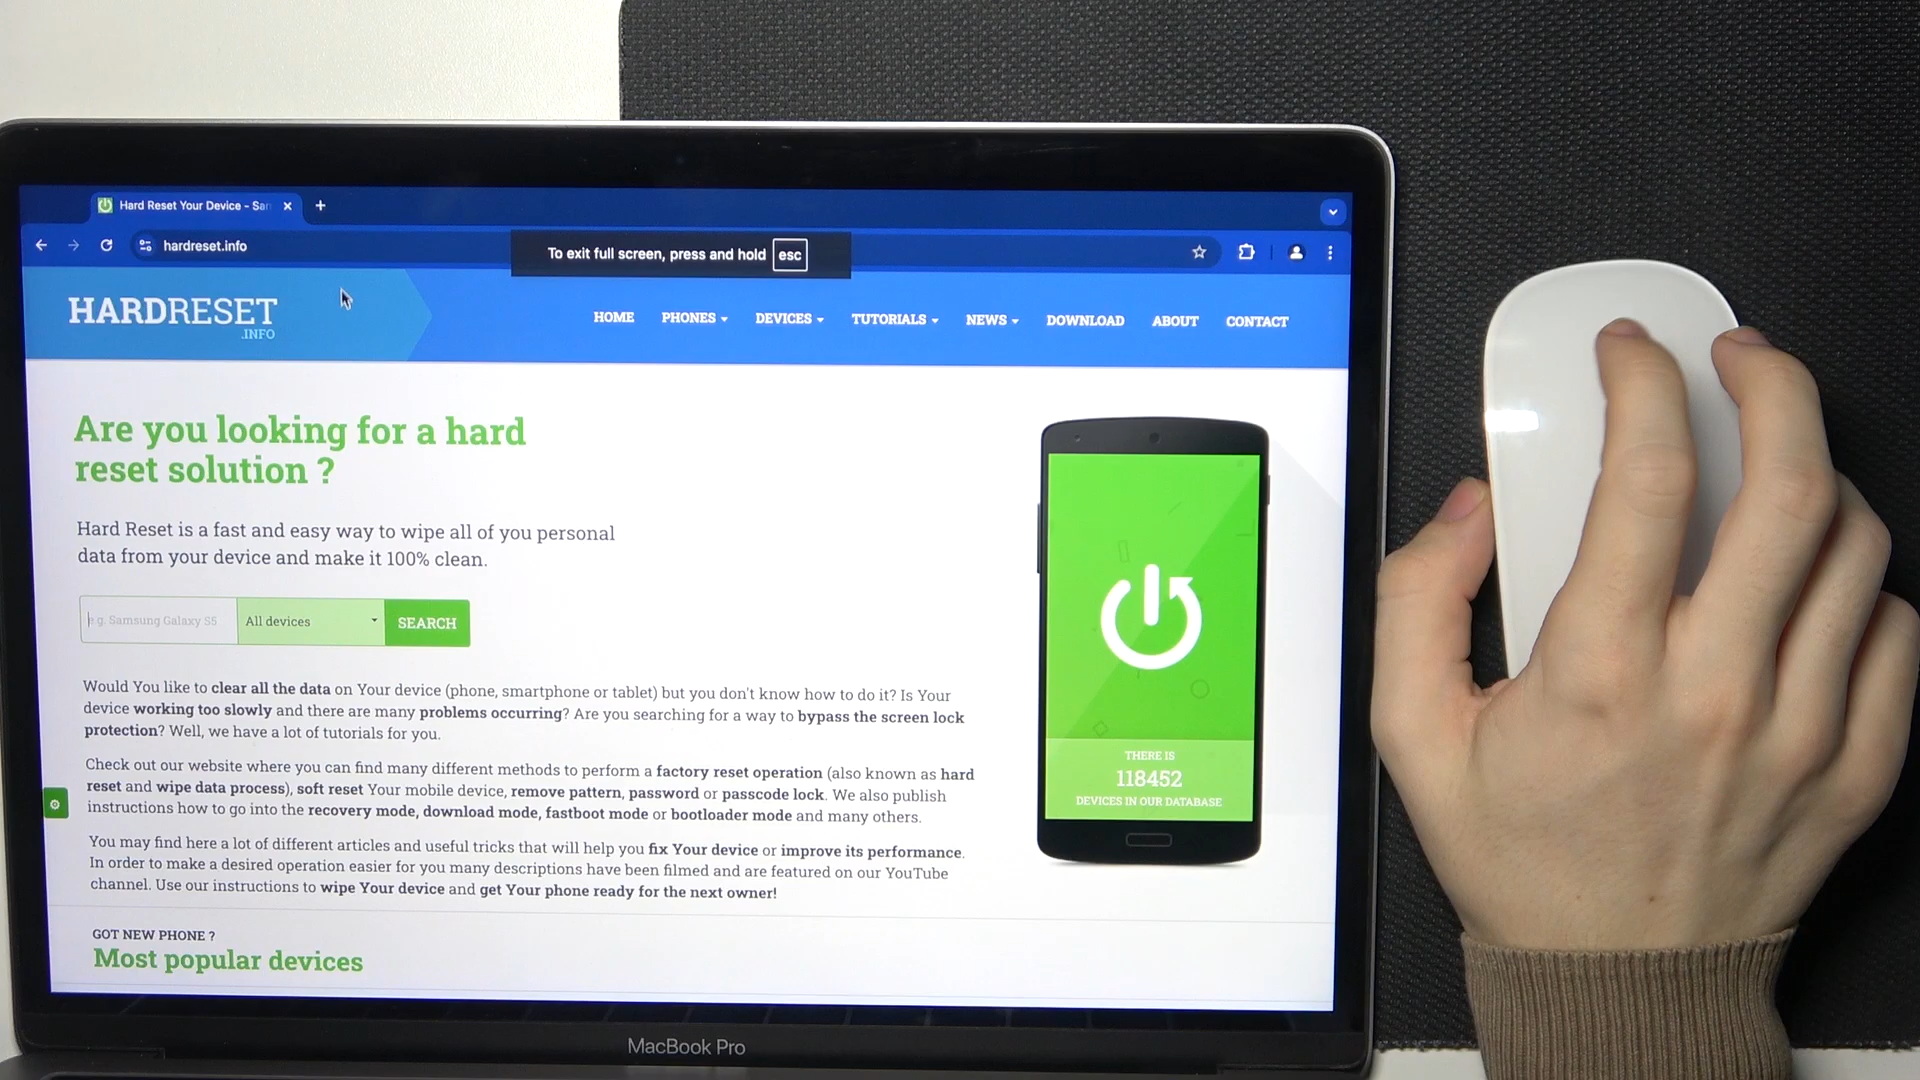 Hard Reset Your Device - Sa
hardreset.info
To exit full screen, press and hold esc
HARDRESET
.INFO
HOME PHONES DEVICES TUTORIALS NEWS DOWNLOAD ABOUT CONTACT
Are you looking for a hard
reset solution ?
Hard Reset is a fast and easy way to wipe all of you personal
data from your device and make it 100% clean.
e.g. Samsung Galaxy S5 All devices SEARCH
Would You like to clear all the data on Your device (phone, smartphone or tablet) but you don't know how to do it? Is Your
device working too slowly and there are many problems occurring? Are you searching for a way to bypass the screen lock
protection? Well, we have a lot of tutorials for you.
Check out our website where you can find many different methods to perform a factory reset operation (also known as hard
reset and wipe data process), soft reset Your mobile device, remove pattern, password or passcode lock. We also publish
instructions how to go into the recovery mode, download mode, fastboot mode or bootloader mode and many others.
You may find here a lot of different articles and useful tricks that will help you fix Your device or improve its performance.
In order to make a desired operation easier for you many descriptions have been filmed and are featured on our YouTube
channel. Use our instructions to wipe Your device and get Your phone ready for the next owner!
THERE IS
118452
DEVICES IN OUR DATABASE
GOT NEW PHONE ?
Most popular devices
MacBook Pro